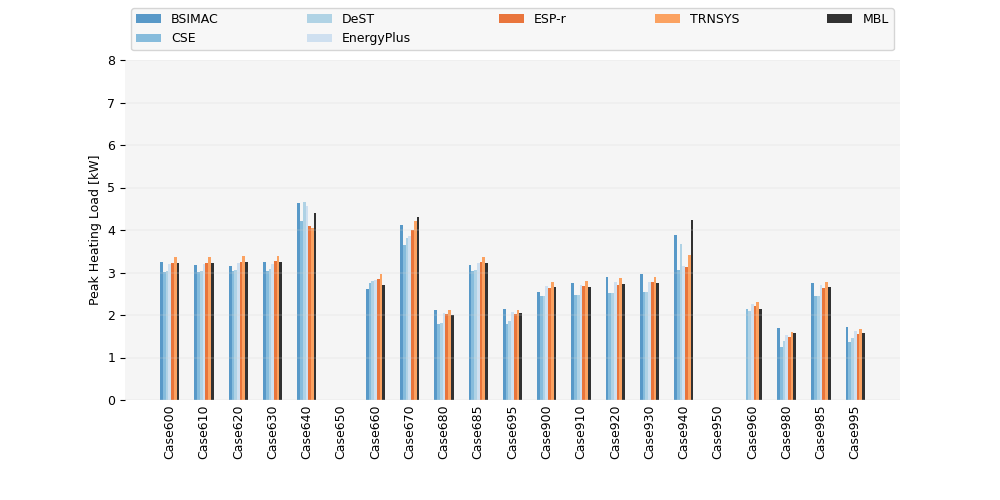 BSIMAC DeST ESP-r TRNSYS MBL
CSE EnergyPlus
Peak Heating Load [kW]
8
7
6
5
4
3
2
1
0
Case600
Case610
Case620
Case630
Case640
Case650
Case660
Case670
Case680
Case685
Case695
Case900
Case910
Case920
Case930
Case940
Case950
Case960
Case980
Case985
Case995